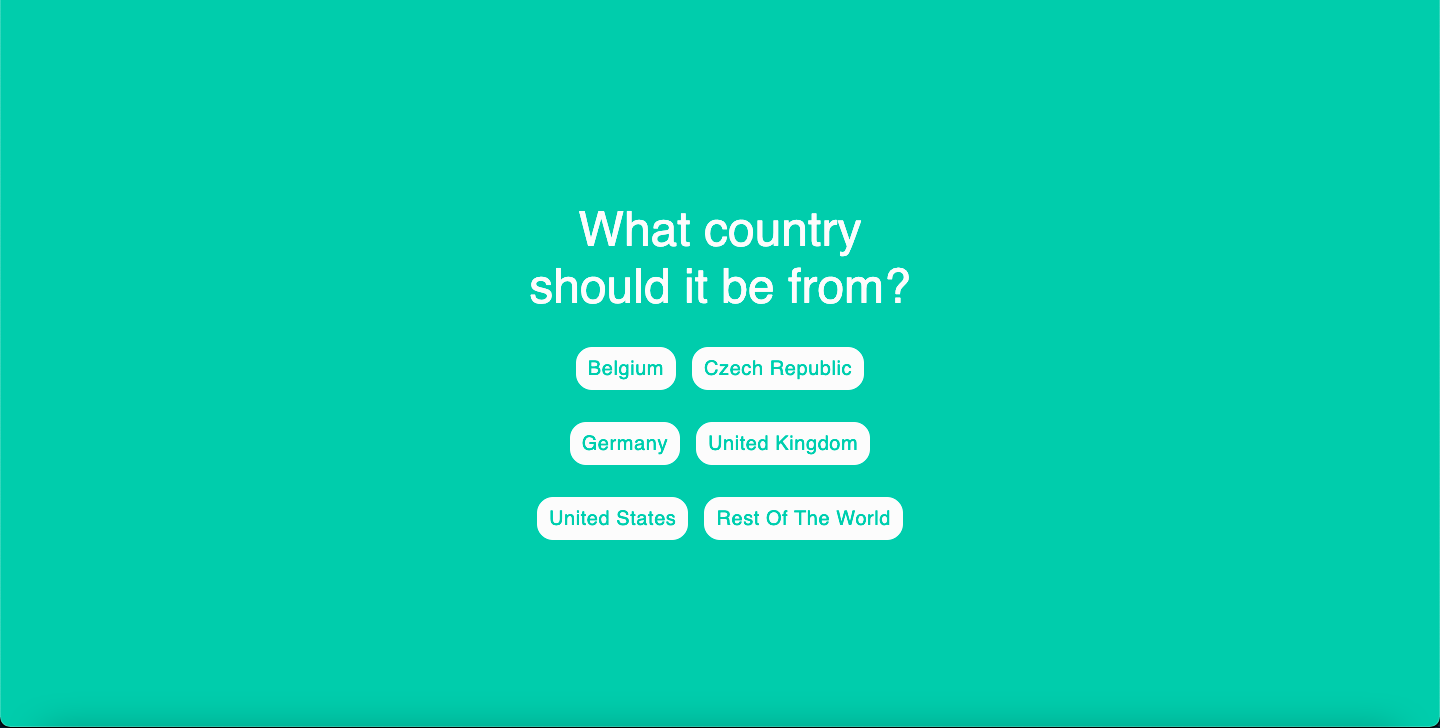 What country
should it be from?
Belgium Czech Republic
Germany United Kingdom
United States Rest Of The World